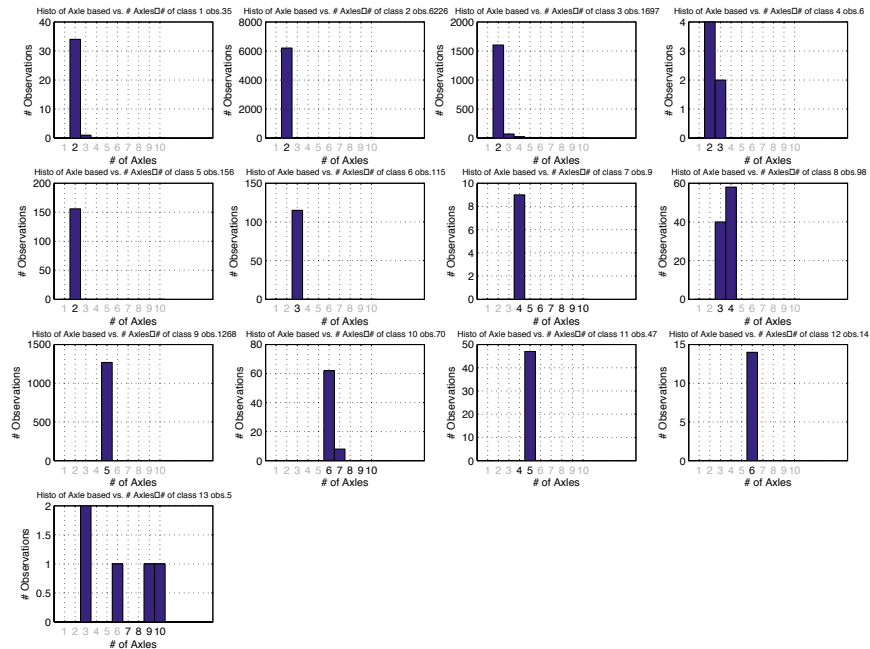 Histo of Axle based vs. # Axles□# of class 1 obs.35
# Observations
40
30
20
10
0
1 2 3 4 5 6 7 8 9 10
# of Axles
Histo of Axle based vs. # Axles□# of class 2 obs.6226
# Observations
8000
6000
4000
2000
0
1 2 3 4 5 6 7 8 9 10
# of Axles
Histo of Axle based vs. # Axles□# of class 3 obs.1697
# Observations
2000
1500
1000
500
0
1 2 3 4 5 6 7 8 9 10
# of Axles
Histo of Axle based vs. # Axles□# of class 4 obs.6
# Observations
4
3
2
1
0
1 2 3 4 5 6 7 8 9 10
# of Axles
Histo of Axle based vs. # Axles□# of class 5 obs.156
# Observations
200
150
100
50
0
1 2 3 4 5 6 7 8 9 10
# of Axles
Histo of Axle based vs. # Axles□# of class 6 obs.115
# Observations
150
100
50
0
1 2 3 4 5 6 7 8 9 10
# of Axles
Histo of Axle based vs. # Axles□# of class 7 obs.9
# Observations
10
8
6
4
2
0
1 2 3 4 5 6 7 8 9 10
# of Axles
Histo of Axle based vs. # Axles□# of class 8 obs.98
# Observations
60
40
20
0
1 2 3 4 5 6 7 8 9 10
# of Axles
Histo of Axle based vs. # Axles□# of class 9 obs.1268
# Observations
1500
1000
500
0
1 2 3 4 5 6 7 8 9 10
# of Axles
Histo of Axle based vs. # Axles□# of class 10 obs.70
# Observations
80
60
40
20
0
1 2 3 4 5 6 7 8 9 10
# of Axles
Histo of Axle based vs. # Axles□# of class 11 obs.47
# Observations
50
40
30
20
10
0
1 2 3 4 5 6 7 8 9 10
# of Axles
Histo of Axle based vs. # Axles□# of class 12 obs.14
# Observations
15
10
5
0
1 2 3 4 5 6 7 8 9 10
# of Axles
Histo of Axle based vs. # Axles□# of class 13 obs.5
# Observations
2
1.5
1
0.5
0
1 2 3 4 5 6 7 8 9 10
# of Axles